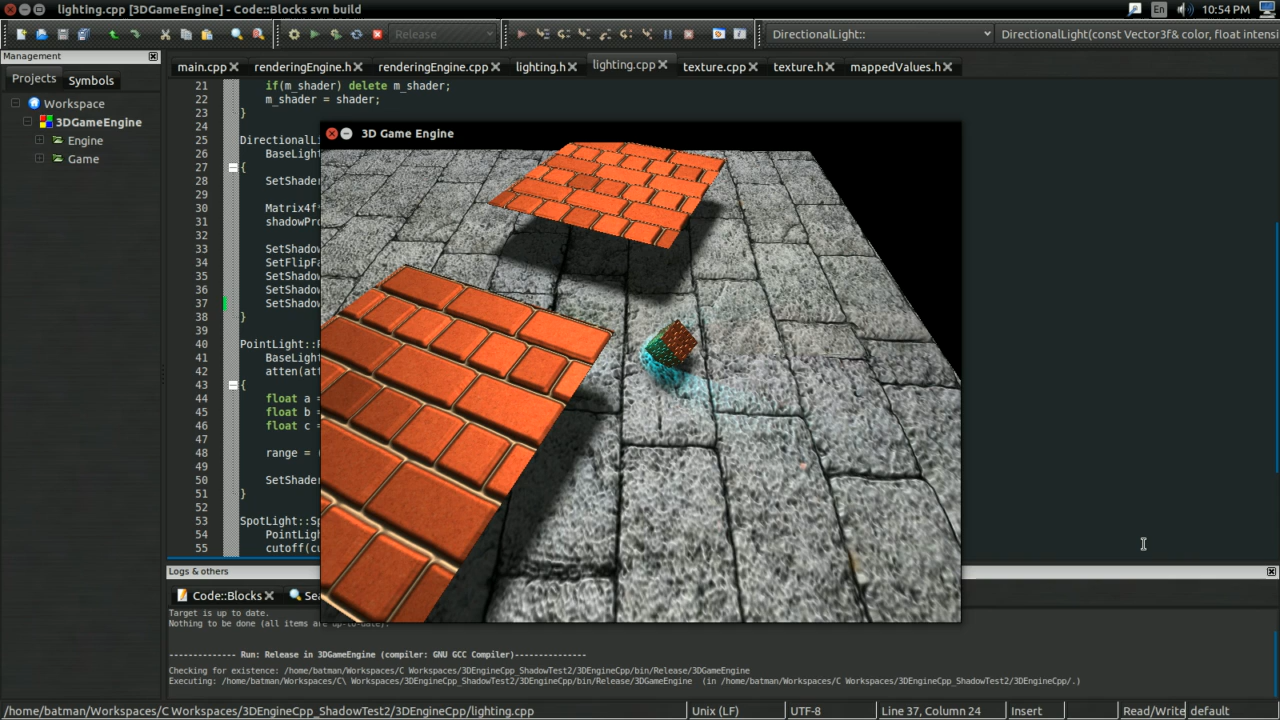 lighting.cpp [3DGameEngine] - Code::Blocks svn build
En 10:54 PM
Release DirectionalLight:: DirectionalLight(const Vector3f& color, float intensi
Management
main.cpp renderingEngine.h renderingEngine.cpp lighting.h lighting.cpp texture.cpp texture.h mappedValues.h
Projects Symbols
Workspace
3DGameEngine
Engine
Game
21 if(m_shader) delete m_shader;
22 m_shader = shader;
23 }
24
25 DirectionalLi
26 BaseLight
27 {
28 SetShader
29
30 Matrix4f
31 shadowPro
32
33 SetShadow
34 SetFlipFa
35 SetShadow
36 SetShadow
37 SetShadow
38 }
39
40 PointLight::P
41 BaseLight
42 atten(att
43 {
44 float a =
45 float b =
46 float c =
47
48 range = (
49
50 SetShader
51 }
52
53 SpotLight::Sp
54 PointLigh
55 cutoff(cu
3D Game Engine
Logs & others
Code::Blocks Sea
Target is up to date.
Nothing to be done (all items are up-to-date).
-------------- Run: Release in 3DGameEngine (compiler: GNU GCC Compiler)---------------
Checking for existence: /home/batman/Workspaces/C Workspaces/3DEngineCpp_ShadowTest2/3DEngineCpp/bin/Release/3DGameEngine
Executing: /home/batman/Workspaces/C\ Workspaces/3DEngineCpp_ShadowTest2/3DEngineCpp/bin/Release/3DGameEngine (in /home/batman/Workspaces/C Workspaces/3DEngineCpp_ShadowTest2/3DEngineCpp/.)
/home/batman/Workspaces/C Workspaces/3DEngineCpp_ShadowTest2/3DEngineCpp/lighting.cpp Unix (LF) UTF-8 Line 37, Column 24 Insert Read/Write default